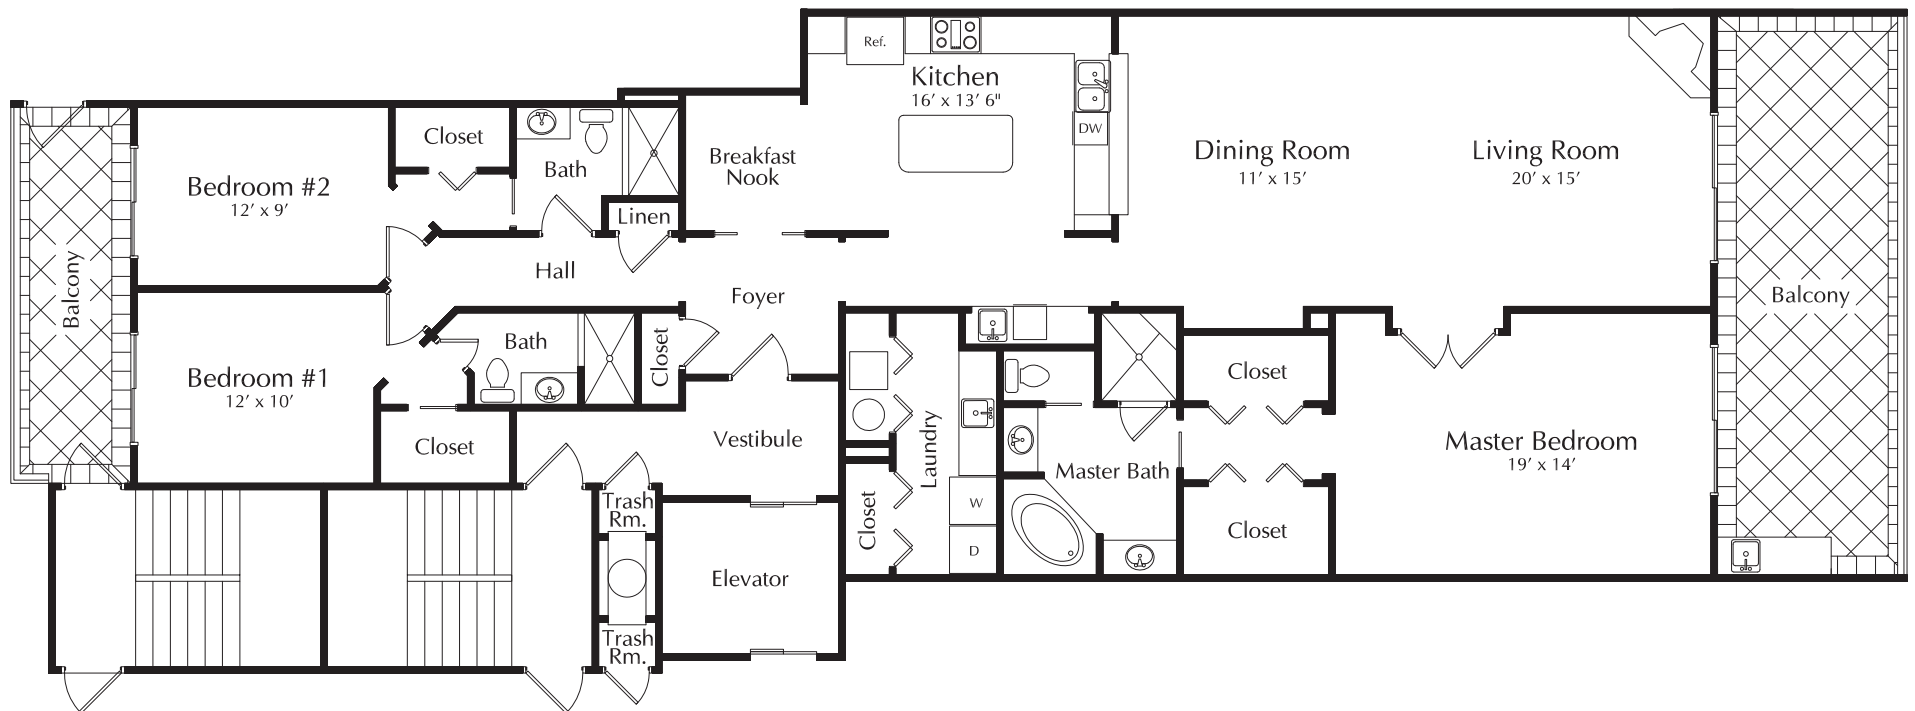 Ref.
Kitchen
16’ x 13’ 6"
DW
Closet
Bath
Breakfast
Nook
Dining Room
11’ x 15’
Living Room
20’ x 15’
Bedroom #2
12’ x 9’
Linen
Hall
Foyer
Balcony
Balcony
Bedroom #1
12’ x 10’
Bath
Closet
Closet
Closet
Vestibule
Laundry
Master Bath
Master Bedroom
19’ x 14’
Closet
W
D
Closet
Trash
Rm.
Elevator
Trash
Rm.